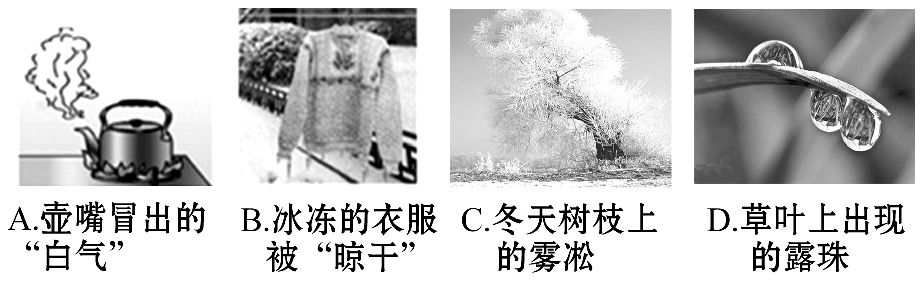 A.壶嘴冒出的
“白气”
B.冰冻的衣服
被“晾干”
C.冬天树枝上
的雾凇
D.草叶上出现
的露珠